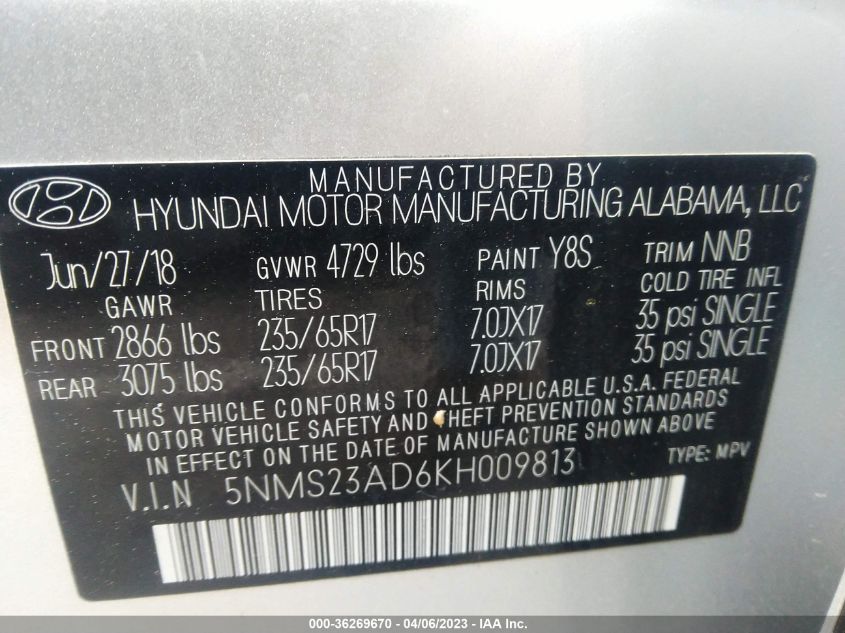 MANUFACTURED BY
HYUNDAI MOTOR MANUFACTURING ALABAMA, LLC
Jun/27/18 GVWR 4729 lbs PAINT Y8S TRIM NNB
GAWR TIRES RIMS COLD TIRE INFL
FRONT 2866 lbs 235/65R17 7.0JX17 35 psi SINGLE
REAR 3075 lbs 235/65R17 7.0JX17 35 psi SINGLE
THIS VEHICLE CONFORMS TO ALL APPLICABLE U.S.A. FEDERAL
MOTOR VEHICLE SAFETY AND THEFT PREVENTION STANDARDS
IN EFFECT ON THE DATE OF MANUFACTURE SHOWN ABOVE
V.I.N 5NMS23AD6KH009813 TYPE: MPV
000-36269670 - 04/06/2023 - IAA Inc.